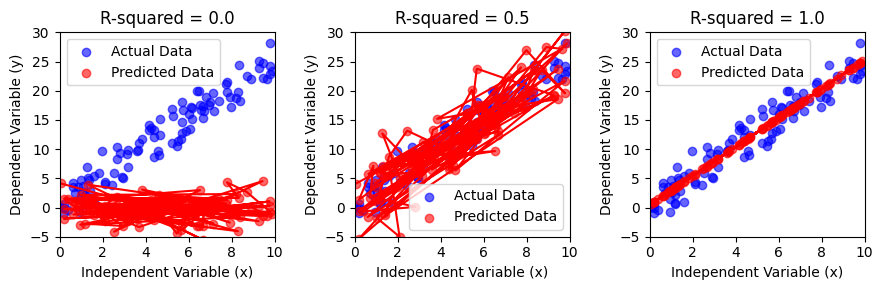 R-squared = 0.0
30
25
20
15
10
5
0
−5
Dependent Variable (y)
Actual Data
Predicted Data
0 2 4 6 8 10
Independent Variable (x)
R-squared = 0.5
30
25
20
15
10
5
0
−5
Dependent Variable (y)
Actual Data
Predicted Data
0 2 4 6 8 10
Independent Variable (x)
R-squared = 1.0
30
25
20
15
10
5
0
−5
Dependent Variable (y)
Actual Data
Predicted Data
0 2 4 6 8 10
Independent Variable (x)